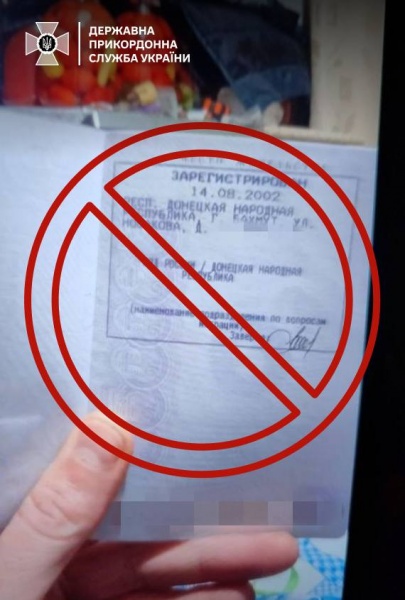 ДЕРЖАВНА
ПРИКОРДОННА
СЛУЖБА УКРАЇНИ
ЗАРЕГИСТРИРОВАН
14.08.2002
РЕСП. ДОНЕЦКАЯ НАРОДНАЯ
РЕСПУБЛИКА, Г. БАХМУТ УЛ.
Д.
РОССИИ / ДОНЕЦКАЯ НАРОДНАЯ
РЕСПУБЛИКА
(наименование подразделения по вопросам
миграции)
Заверил